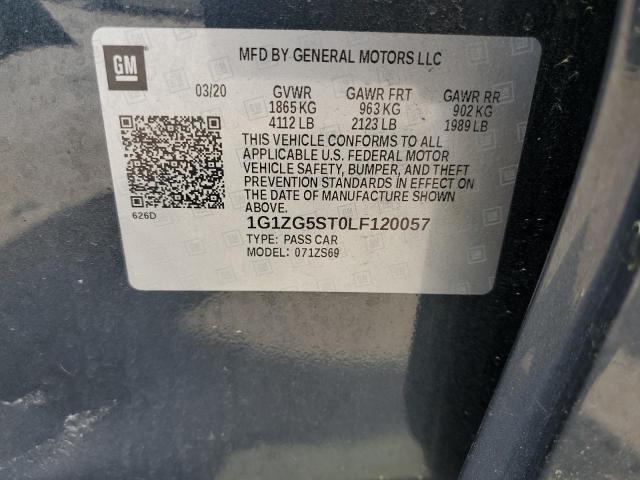 GM
MFD BY GENERAL MOTORS LLC
03/20 GVWR GAWR FRT GAWR RR
1865 KG 963 KG 902 KG
4112 LB 2123 LB 1989 LB
THIS VEHICLE CONFORMS TO ALL
APPLICABLE U.S. FEDERAL MOTOR
VEHICLE SAFETY, BUMPER, AND THEFT
PREVENTION STANDARDS IN EFFECT ON
THE DATE OF MANUFACTURE SHOWN
ABOVE.
626D
1G1ZG5ST0LF120057
TYPE: PASS CAR
MODEL: 071ZS69